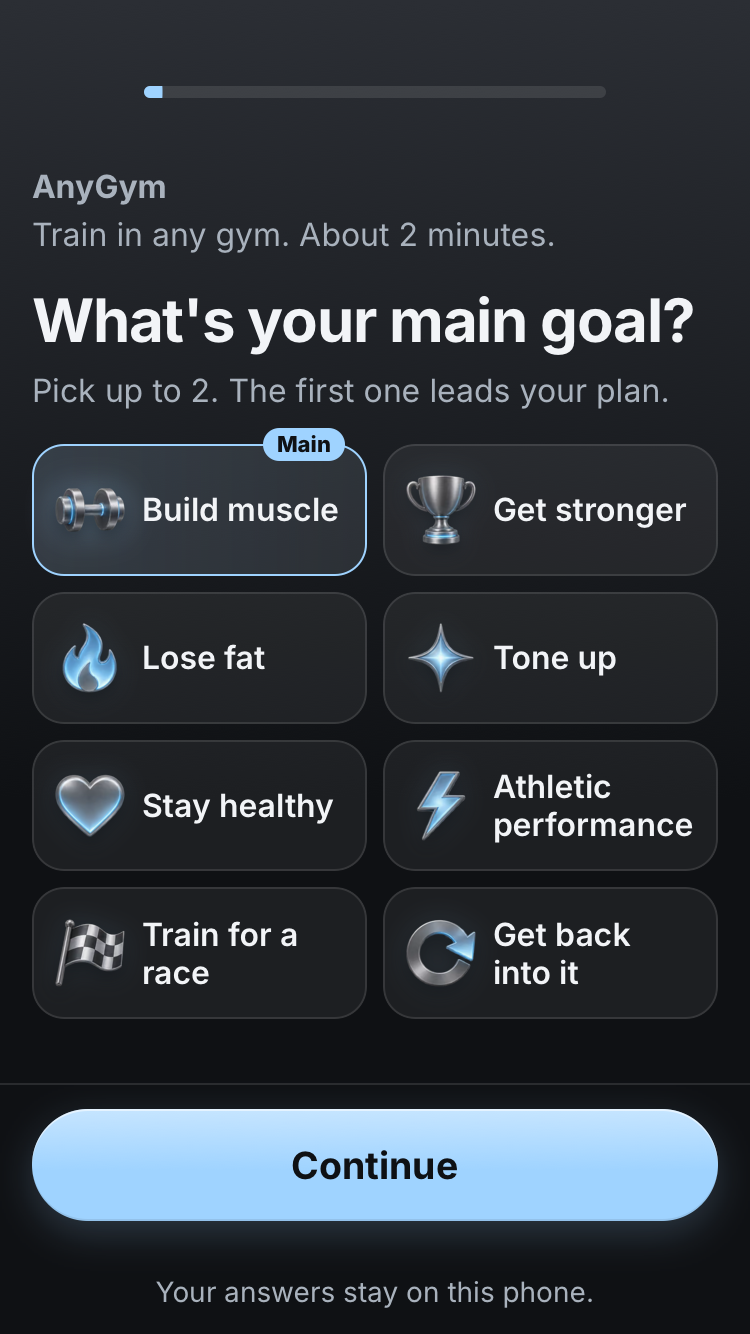 AnyGym
Train in any gym. About 2 minutes.
What's your main goal?
Pick up to 2. The first one leads your plan.
Main
Build muscle
Get stronger
Lose fat
Tone up
Stay healthy
Athletic
performance
Train for a
race
Get back
into it
Continue
Your answers stay on this phone.